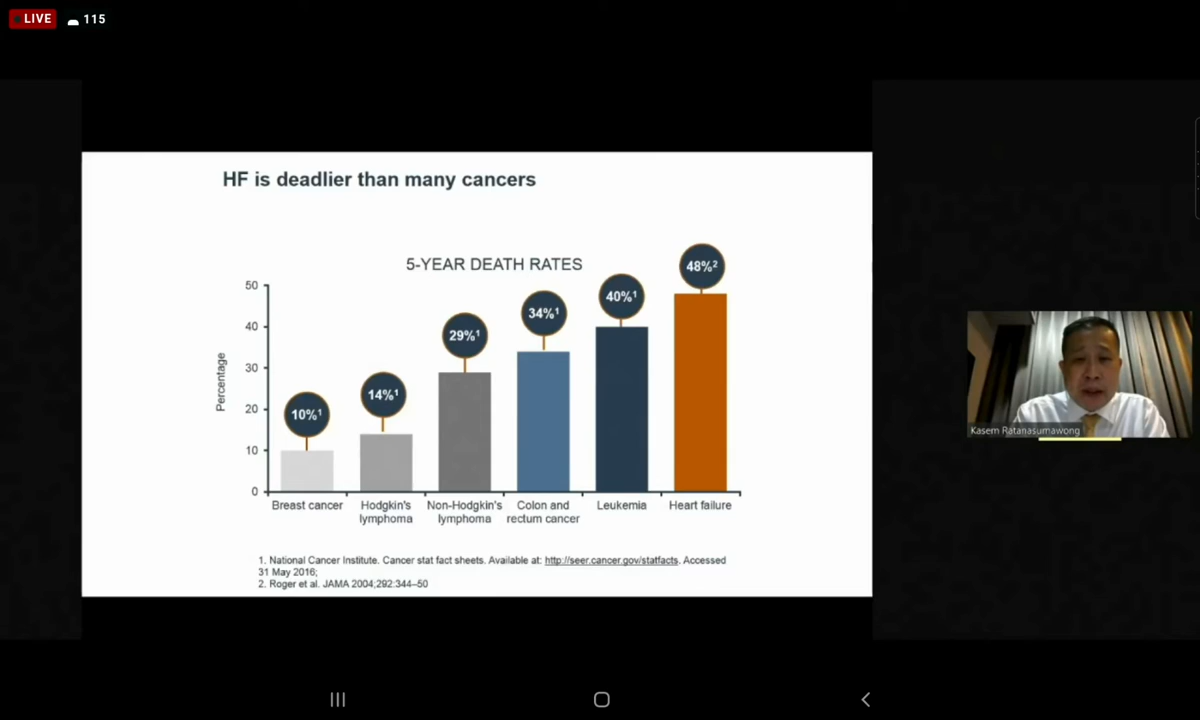 LIVE 115
HF is deadlier than many cancers
5-YEAR DEATH RATES
Percentage
50
40
30
20
10
0
10%¹
14%¹
29%¹
34%¹
40%¹
48%²
Breast cancer
Hodgkin's
lymphoma
Non-Hodgkin's
lymphoma
Colon and
rectum cancer
Leukemia
Heart failure
1. National Cancer Institute. Cancer stat fact sheets. Available at: http://seer.cancer.gov/statfacts. Accessed
31 May 2016;
2. Roger et al. JAMA 2004;292:344–50
Kasem Ratanasumawong